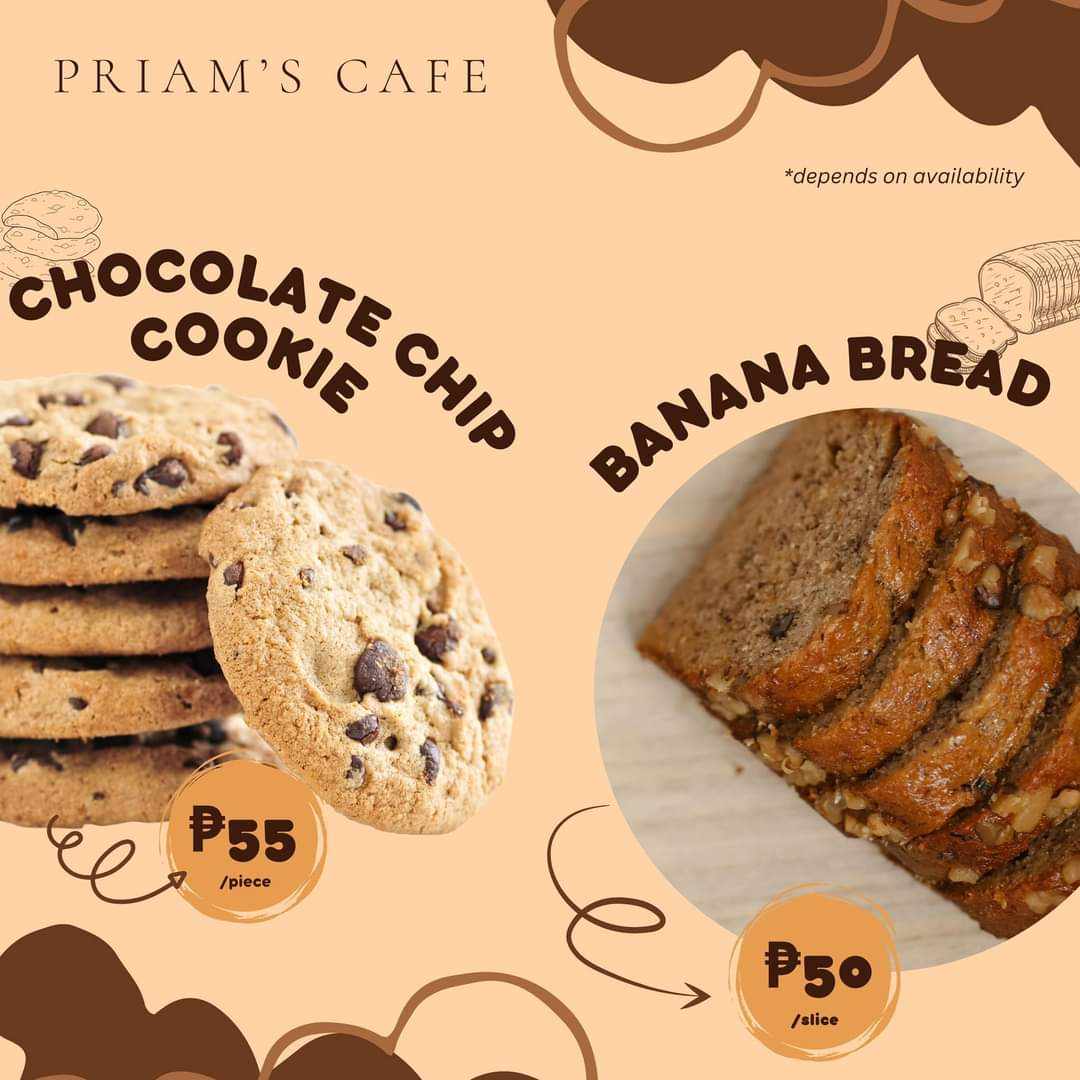 PRIAM'S CAFE
*depends on availability
CHOCOLATE CHIP
COOKIE
BANANA BREAD
₱55
/piece
₱50
/slice